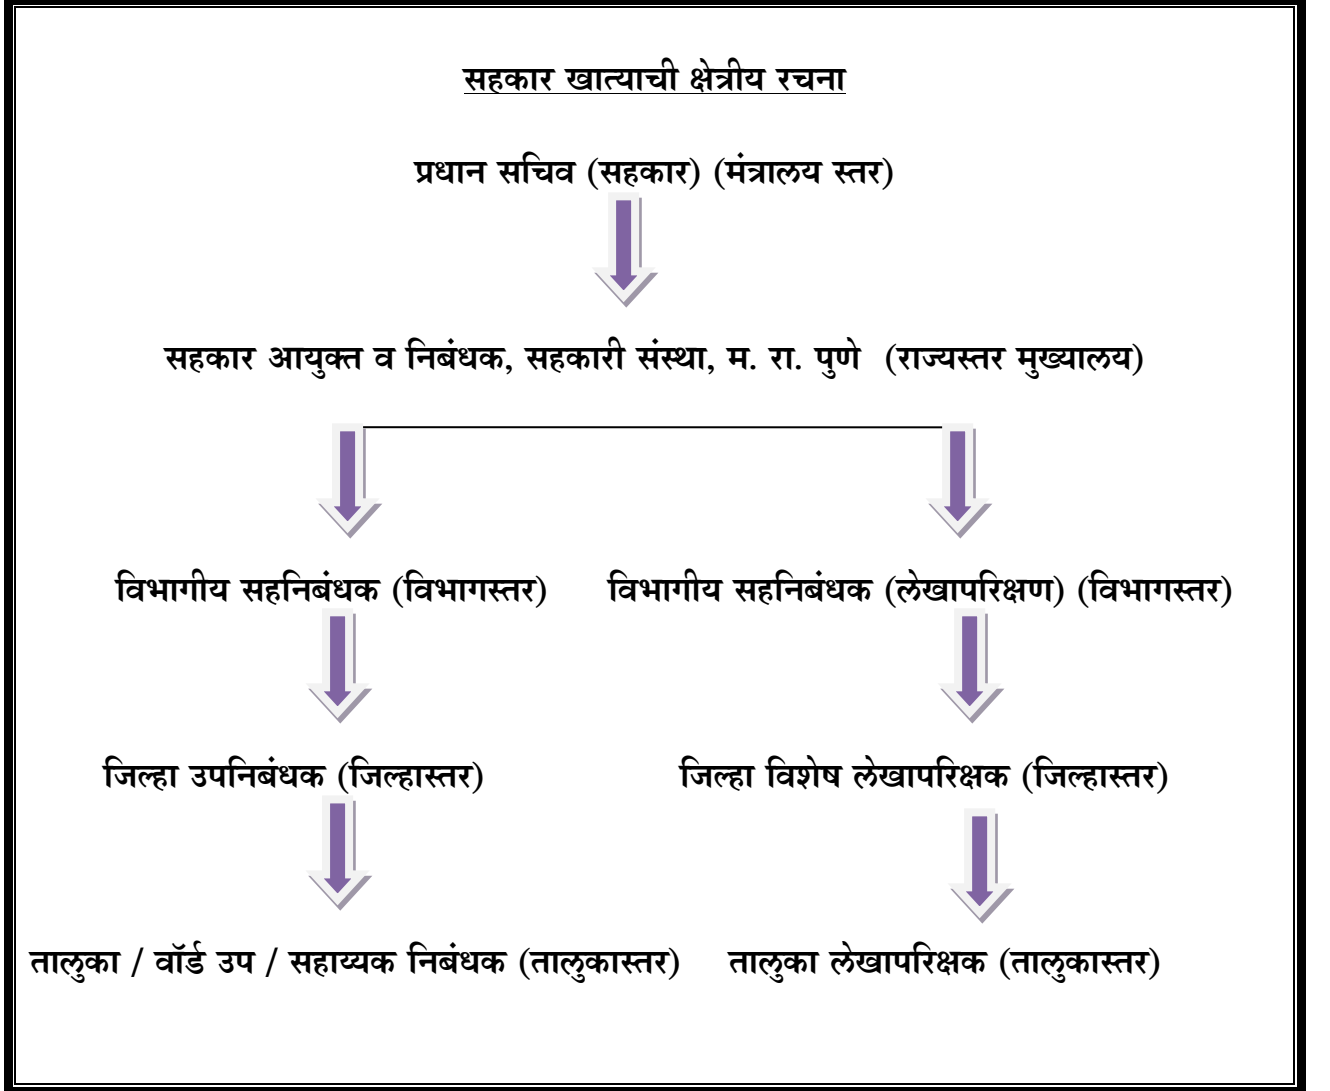 सहकार खात्याची क्षेत्रीय रचना
प्रधान सचिव (सहकार) (मंत्रालय स्तर)
सहकार आयुक्त व निबंधक, सहकारी संस्था, म. रा. पुणे (राज्यस्तर मुख्यालय)
विभागीय सहनिबंधक (विभागस्तर) विभागीय सहनिबंधक (लेखापरिक्षण) (विभागस्तर)
जिल्हा उपनिबंधक (जिल्हास्तर) जिल्हा विशेष लेखापरिक्षक (जिल्हास्तर)
तालुका / वॉर्ड उप / सहाय्यक निबंधक (तालुकास्तर) तालुका लेखापरिक्षक (तालुकास्तर)